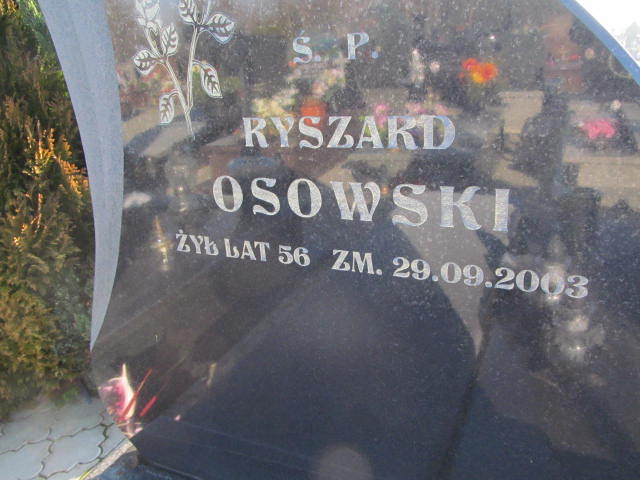 Ś. P.
RYSZARD
OSOWSKI
ŻYŁ LAT 56 ZM. 29.09.2003